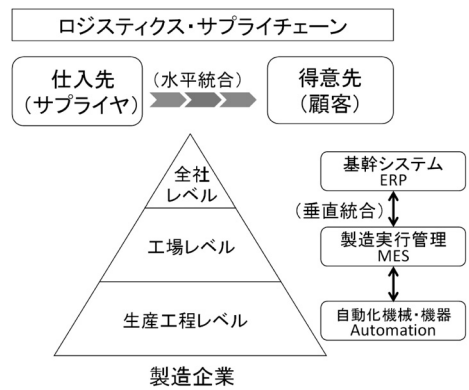 ロジスティクス・サプライチェーン
仕入先
(サプライヤ)
(水平統合)
得意先
(顧客)
全社
レベル
工場レベル
生産工程レベル
製造企業
基幹システム
ERP
(垂直統合)
製造実行管理
MES
自動化機械・機器
Automation